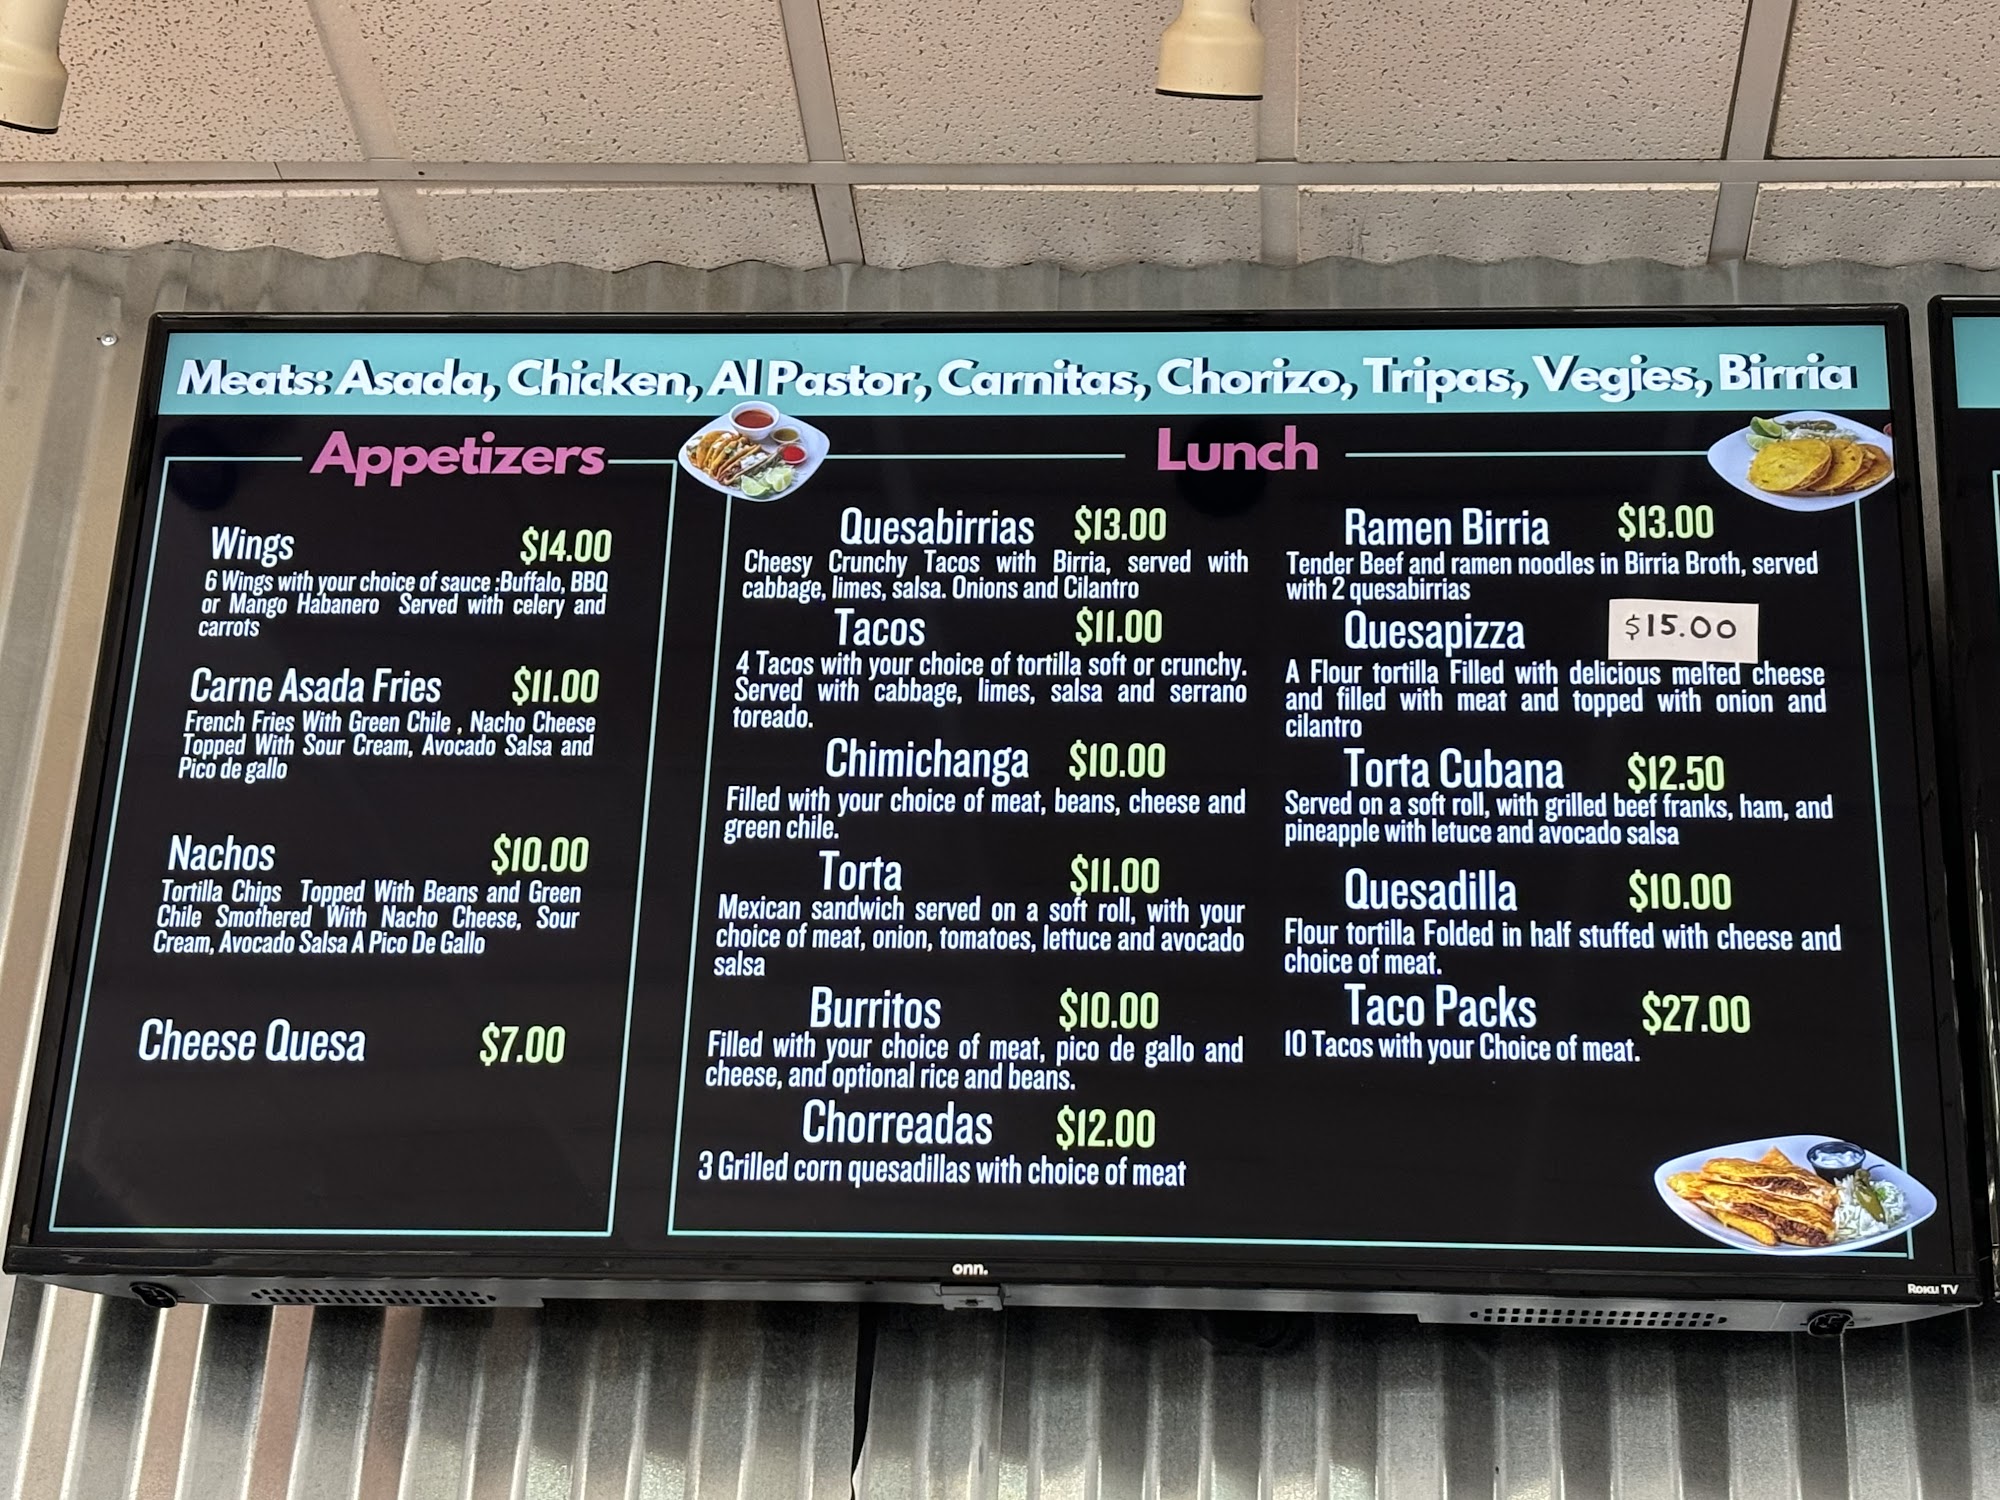 Meats: Asada, Chicken, Al Pastor, Carnitas, Chorizo, Tripas, Vegies, Birria
Appetizers
Wings $14.00
6 Wings with your choice of sauce :Buffalo, BBQ
or Mango Habanero Served with celery and
carrots
Carne Asada Fries $11.00
French Fries With Green Chile , Nacho Cheese
Topped With Sour Cream, Avocado Salsa and
Pico de gallo
Nachos $10.00
Tortilla Chips Topped With Beans and Green
Chile Smothered With Nacho Cheese, Sour
Cream, Avocado Salsa A Pico De Gallo
Cheese Quesa $7.00
Lunch
Quesabirrias $13.00
Cheesy Crunchy Tacos with Birria, served with
cabbage, limes, salsa. Onions and Cilantro
Tacos $11.00
4 Tacos with your choice of tortilla soft or crunchy.
Served with cabbage, limes, salsa and serrano
toreado.
Chimichanga $10.00
Filled with your choice of meat, beans, cheese and
green chile.
Torta $11.00
Mexican sandwich served on a soft roll, with your
choice of meat, onion, tomatoes, lettuce and avocado
salsa
Burritos $10.00
Filled with your choice of meat, pico de gallo and
cheese, and optional rice and beans.
Chorreadas $12.00
3 Grilled corn quesadillas with choice of meat
Ramen Birria $13.00
Tender Beef and ramen noodles in Birria Broth, served
with 2 quesabirrias
Quesapizza $15.00
A Flour tortilla Filled with delicious melted cheese
and filled with meat and topped with onion and
cilantro
Torta Cubana $12.50
Served on a soft roll, with grilled beef franks, ham, and
pineapple with letuce and avocado salsa
Quesadilla $10.00
Flour tortilla Folded in half stuffed with cheese and
choice of meat.
Taco Packs $27.00
10 Tacos with your Choice of meat.
onn.
Roku TV